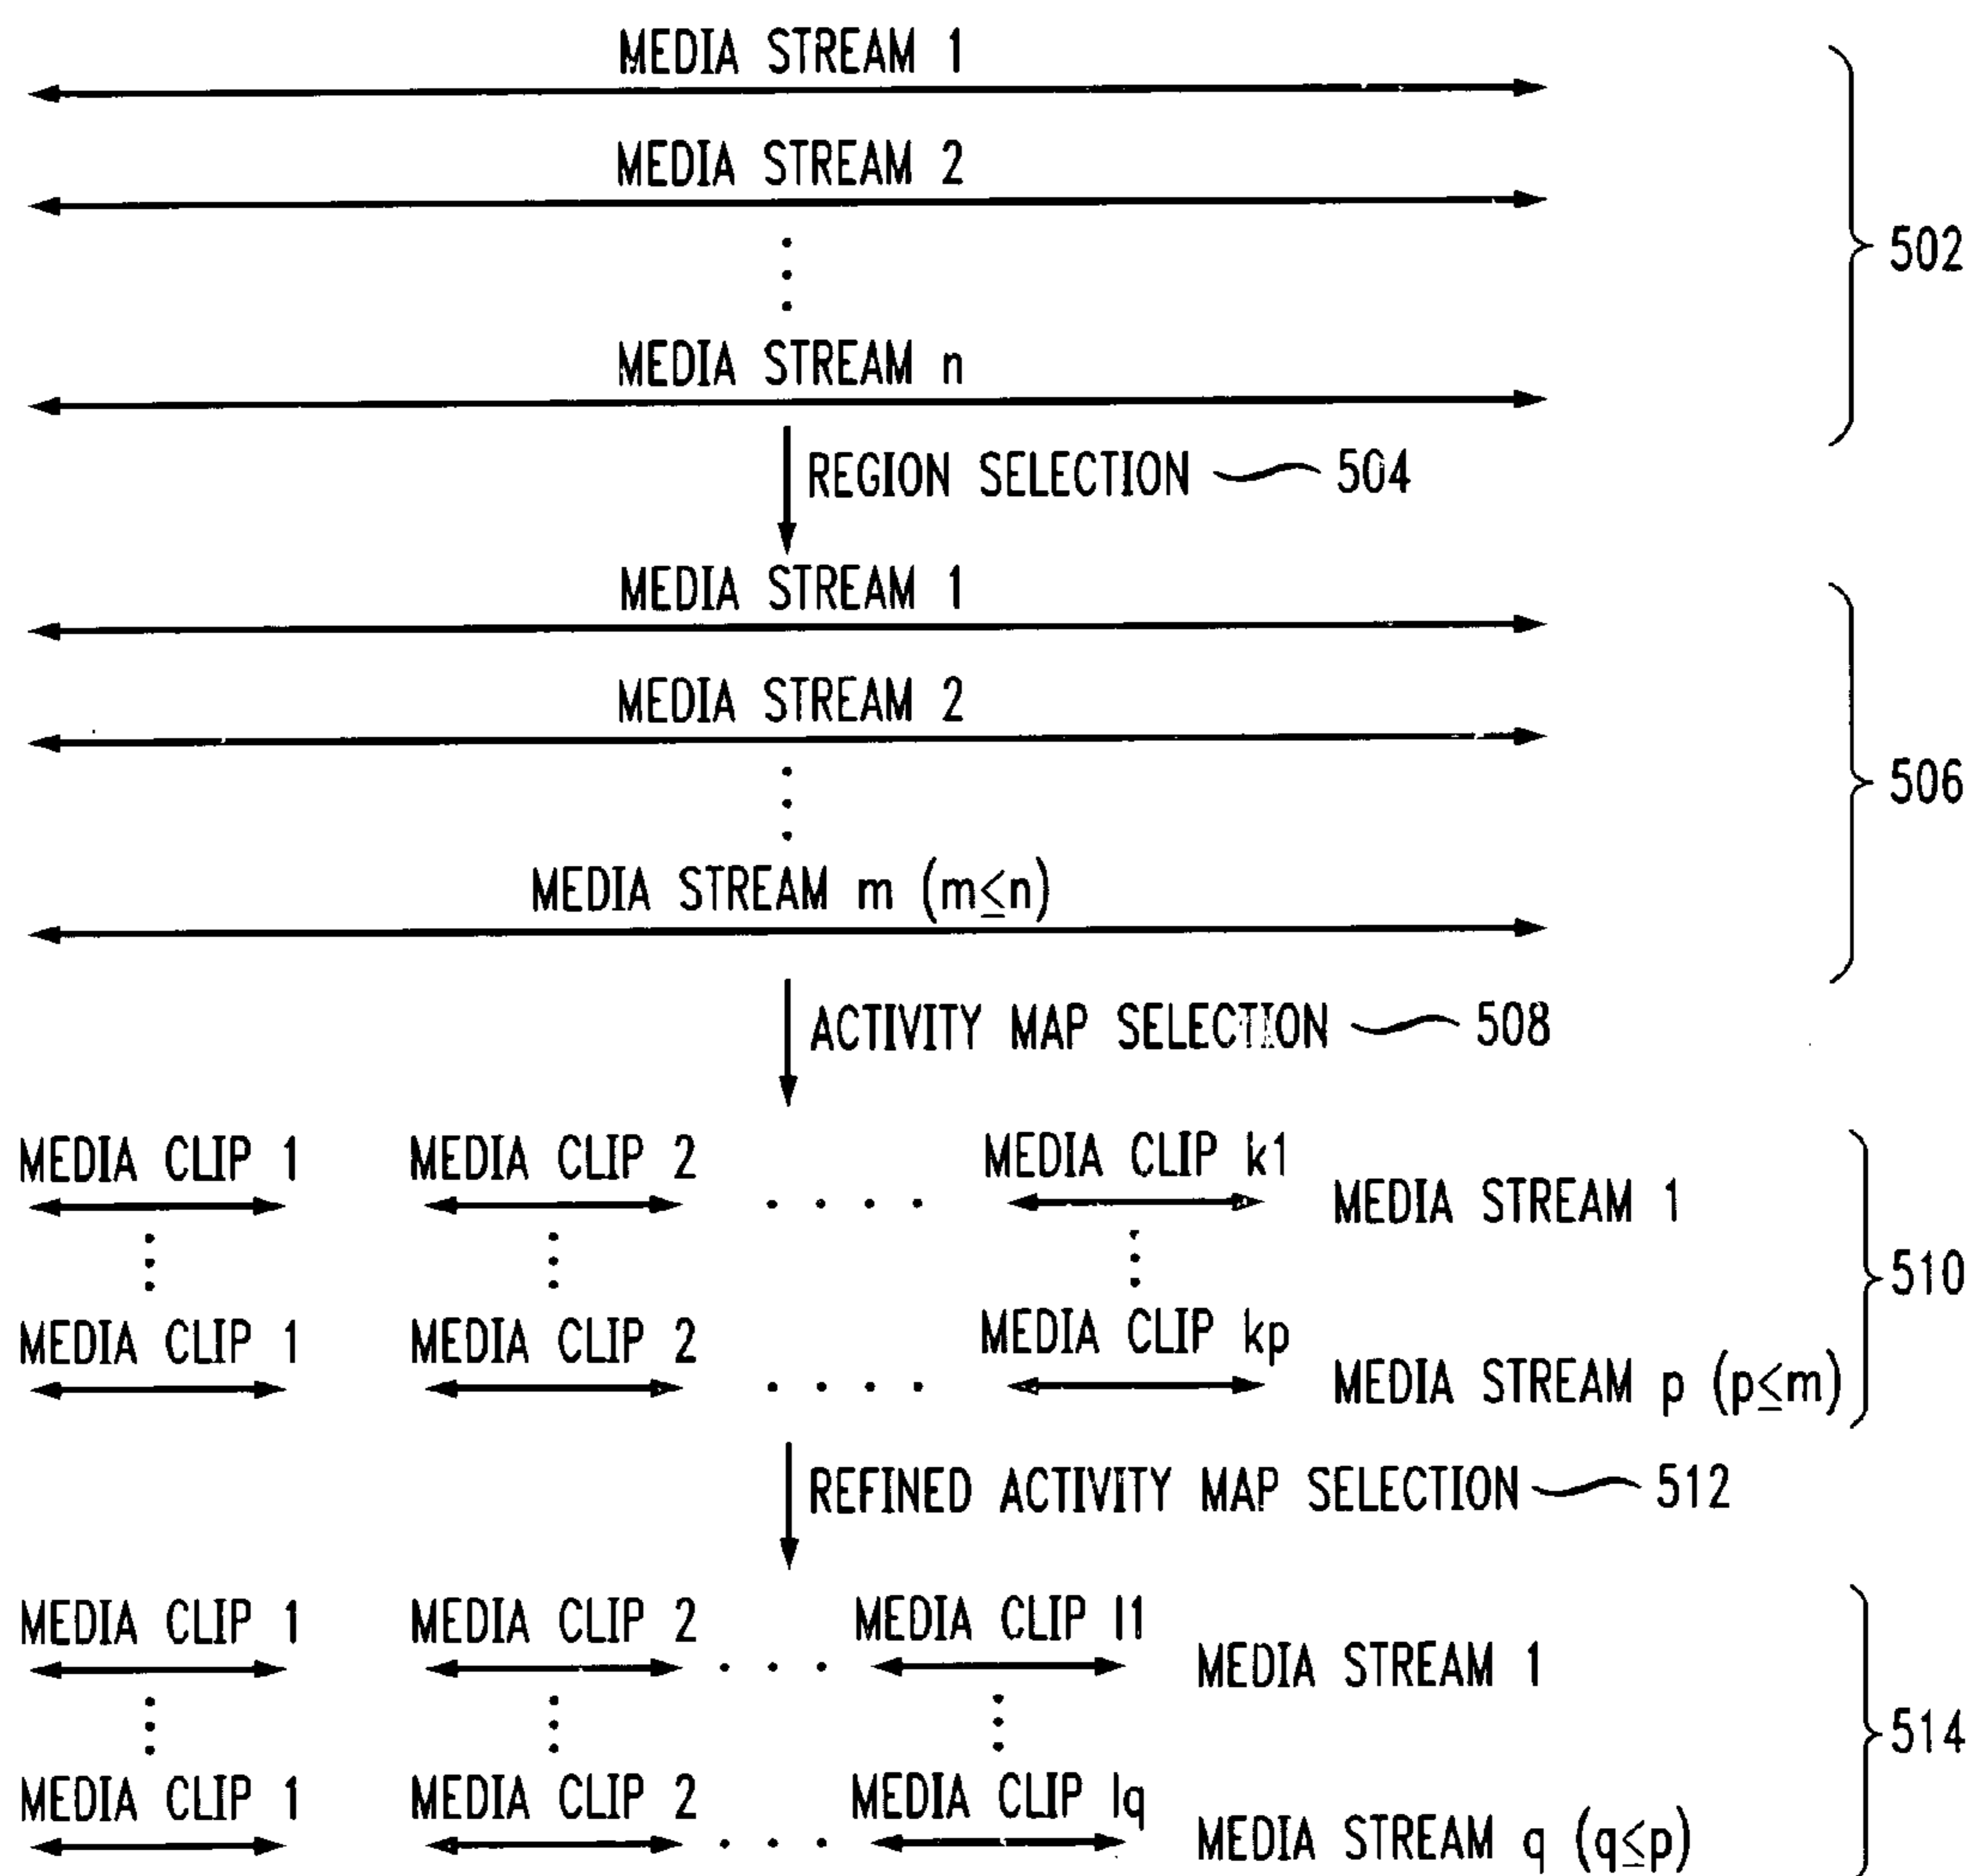 MEDIA STREAM 1
MEDIA STREAM 2
502
MEDIA STREAM n
REGION SELECTION 504
MEDIA STREAM 1
MEDIA STREAM 2
506
MEDIA STREAM m (m≤n)
ACTIVITY MAP SELECTION 508
MEDIA CLIP 1 MEDIA CLIP 2 MEDIA CLIP k1
MEDIA STREAM 1
510
MEDIA CLIP 1 MEDIA CLIP 2 MEDIA CLIP kp
MEDIA STREAM p (p≤m)
REFINED ACTIVITY MAP SELECTION 512
MEDIA CLIP 1 MEDIA CLIP 2 MEDIA CLIP l1
MEDIA STREAM 1
514
MEDIA CLIP 1 MEDIA CLIP 2 MEDIA CLIP lq
MEDIA STREAM q (q≤p)